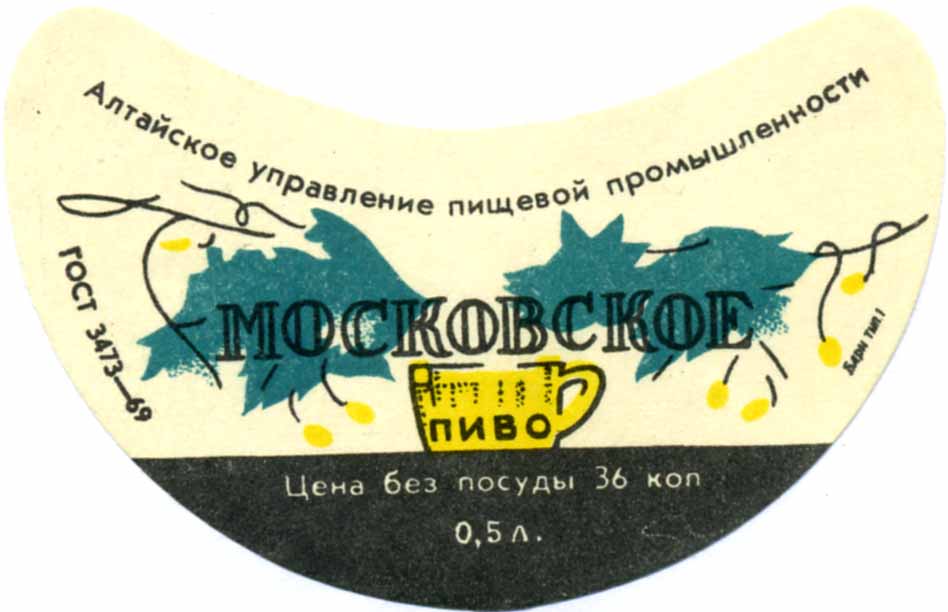 Алтайское управление пищевой промышленности
ГОСТ 3473—69
МОСКОВСКОЕ
ПИВО
Цена без посуды 36 коп
0,5 л.